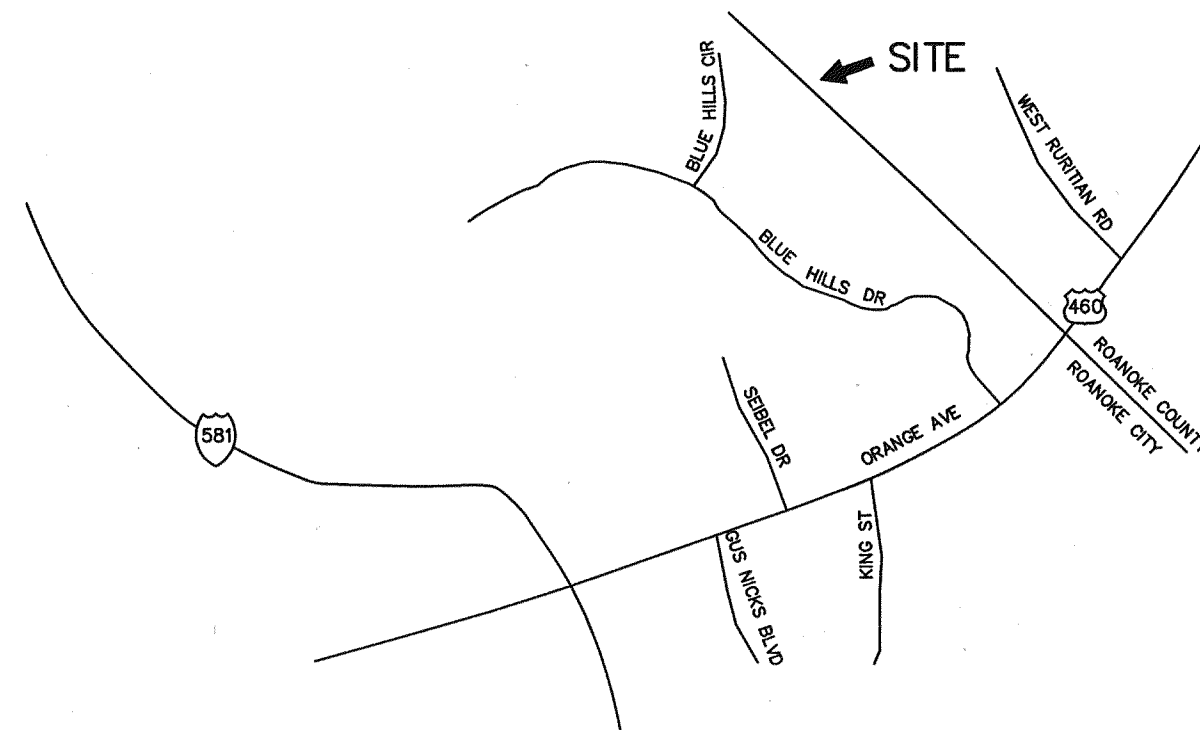 SITE
BLUE HILLS CIR
WEST RURITIAN RD
BLUE HILLS DR
460
ROANOKE COUNTY
ROANOKE CITY
SEIBEL DR
ORANGE AVE
581
KING ST
GUS NICKS BLVD